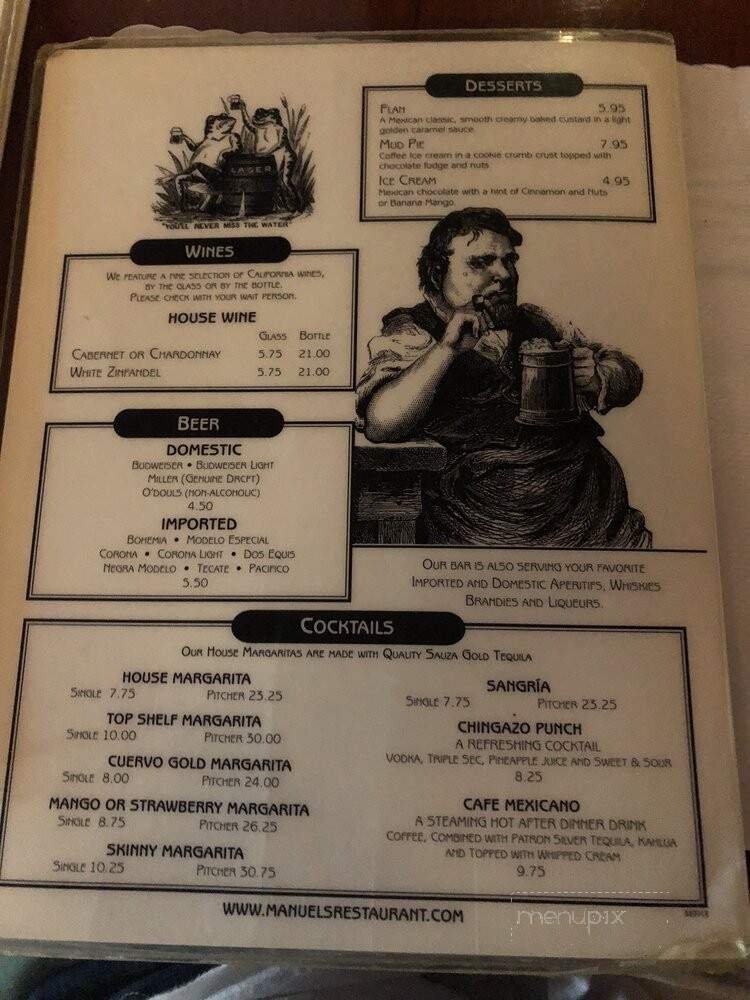 LAGER
"YOU'LL NEVER MISS THE WATER"
DESSERTS
FLAN 5.95
A Mexican classic, smooth creamy baked custard in a light
golden caramel sauce.
MUD PIE 7.95
Coffee Ice cream in a cookie crumb crust topped with
chocolate fudge and nuts
ICE CREAM 4.95
Mexican chocolate with a hint of Cinnamon and Nuts
or Banana Mango.
WINES
WE FEATURE A FINE SELECTION OF CALIFORNIA WINES,
BY THE GLASS OR BY THE BOTTLE.
PLEASE CHECK WITH YOUR WAIT PERSON.
HOUSE WINE
GLASS BOTTLE
CABERNET OR CHARDONNAY 5.75 21.00
WHITE ZINFANDEL 5.75 21.00
BEER
DOMESTIC
BUDWEISER • BUDWEISER LIGHT
MILLER (GENUINE DRCFT)
O'DOULS (NON-ALCOHOLIC)
4.50
IMPORTED
BOHEMIA • MODELO ESPECIAL
CORONA • CORONA LIGHT • DOS EQUIS
NEGRA MODELO • TECATE • PACIFICO
5.50
OUR BAR IS ALSO SERVING YOUR FAVORITE
IMPORTED AND DOMESTIC APERITIFS, WHISKIES
BRANDIES AND LIQUEURS.
COCKTAILS
OUR HOUSE MARGARITAS ARE MADE WITH QUALITY SAUZA GOLD TEQUILA
HOUSE MARGARITA
SINGLE 7.75 PITCHER 23.25
TOP SHELF MARGARITA
SINGLE 10.00 PITCHER 30.00
CUERVO GOLD MARGARITA
SINGLE 8.00 PITCHER 24.00
MANGO OR STRAWBERRY MARGARITA
SINGLE 8.75 PITCHER 26.25
SKINNY MARGARITA
SINGLE 10.25 PITCHER 30.75
SANGRÍA
SINGLE 7.75 PITCHER 23.25
CHINGAZO PUNCH
A REFRESHING COCKTAIL
VODKA, TRIPLE SEC, PINEAPPLE JUICE AND SWEET & SOUR
8.25
CAFE MEXICANO
A STEAMING HOT AFTER DINNER DRINK
COFFEE, COMBINED WITH PATRON SILVER TEQUILA, KAHLUA
AND TOPPED WITH WHIPPED CREAM
9.75
WWW.MANUELSRESTAURANT.COM
menupix